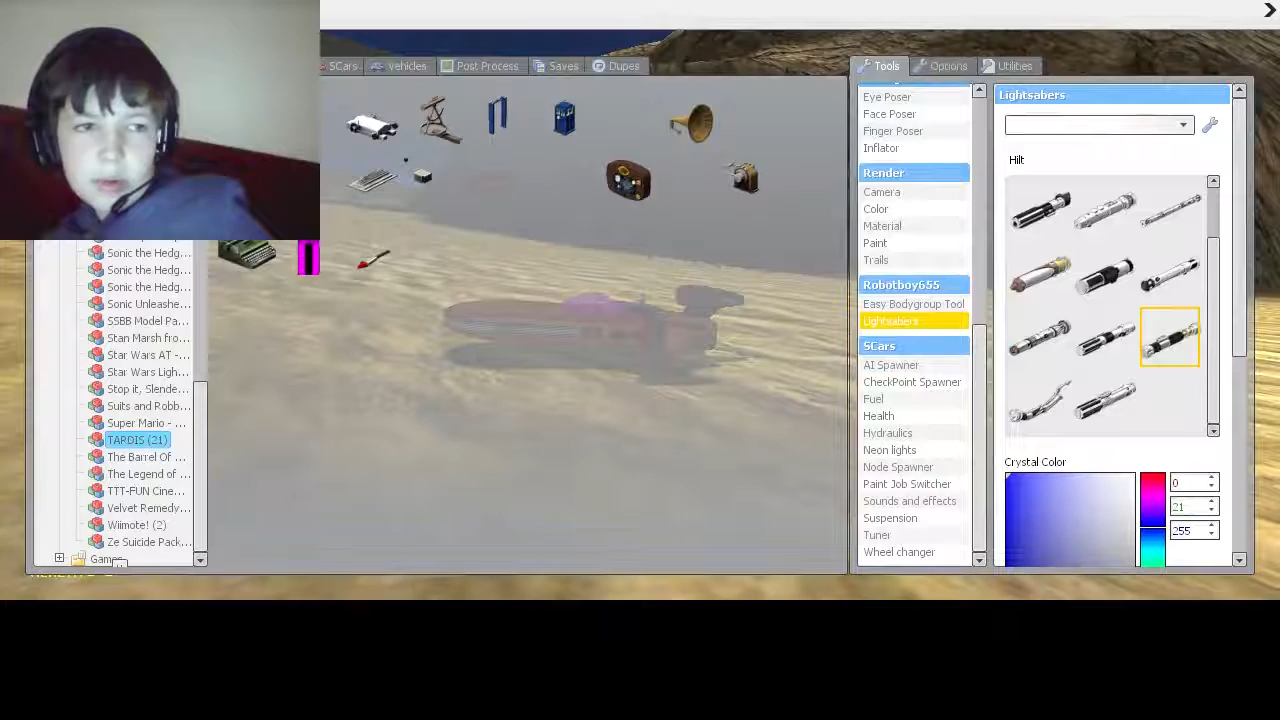 SCars
vehicles
Post Process
Saves
Dupes
Tools
Options
Utilities
Sonic the Hedg...
Sonic the Hedg...
Sonic the Hedg...
Sonic Unleashe...
SSBB Model Pa...
Stan Marsh fro...
Star Wars AT -...
Star Wars Ligh...
Stop it, Slende...
Suits and Robb...
Super Mario - ...
TARDIS (21)
The Barrel Of ...
The Legend of ...
TTT-FUN Cine...
Velvet Remedy...
Wiimote! (2)
Ze Suicide Pack...
Games
Eye Poser
Face Poser
Finger Poser
Inflator
Render
Camera
Color
Material
Paint
Trails
Robotboy655
Easy Bodygroup Tool
Lightsabers
SCars
AI Spawner
CheckPoint Spawner
Fuel
Health
Hydraulics
Neon lights
Node Spawner
Paint Job Switcher
Sounds and effects
Suspension
Tuner
Wheel changer
Lightsabers
Hilt
Crystal Color
0
21
255